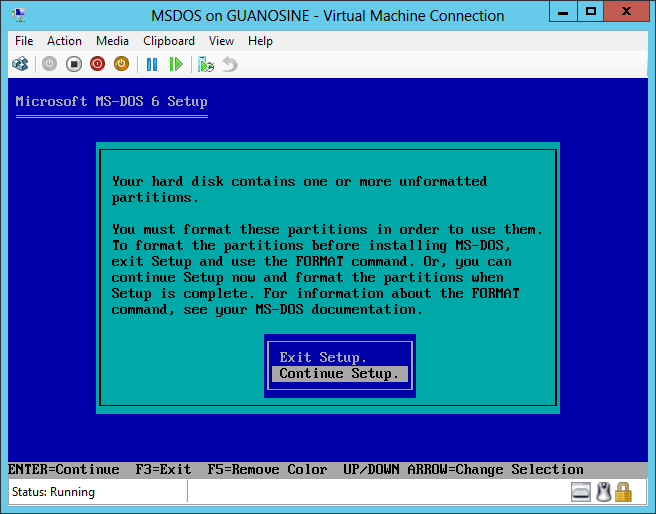 MSDOS on GUANOSINE - Virtual Machine Connection
File Action Media Clipboard View Help
Microsoft MS-DOS 6 Setup
Your hard disk contains one or more unformatted
partitions.
You must format these partitions in order to use them.
To format the partitions before installing MS-DOS,
exit Setup and use the FORMAT command. Or, you can
continue Setup now and format the partitions when
Setup is complete. For information about the FORMAT
command, see your MS-DOS documentation.
Exit Setup.
Continue Setup.
ENTER=Continue F3=Exit F5=Remove Color UP/DOWN ARROW=Change Selection
Status: Running